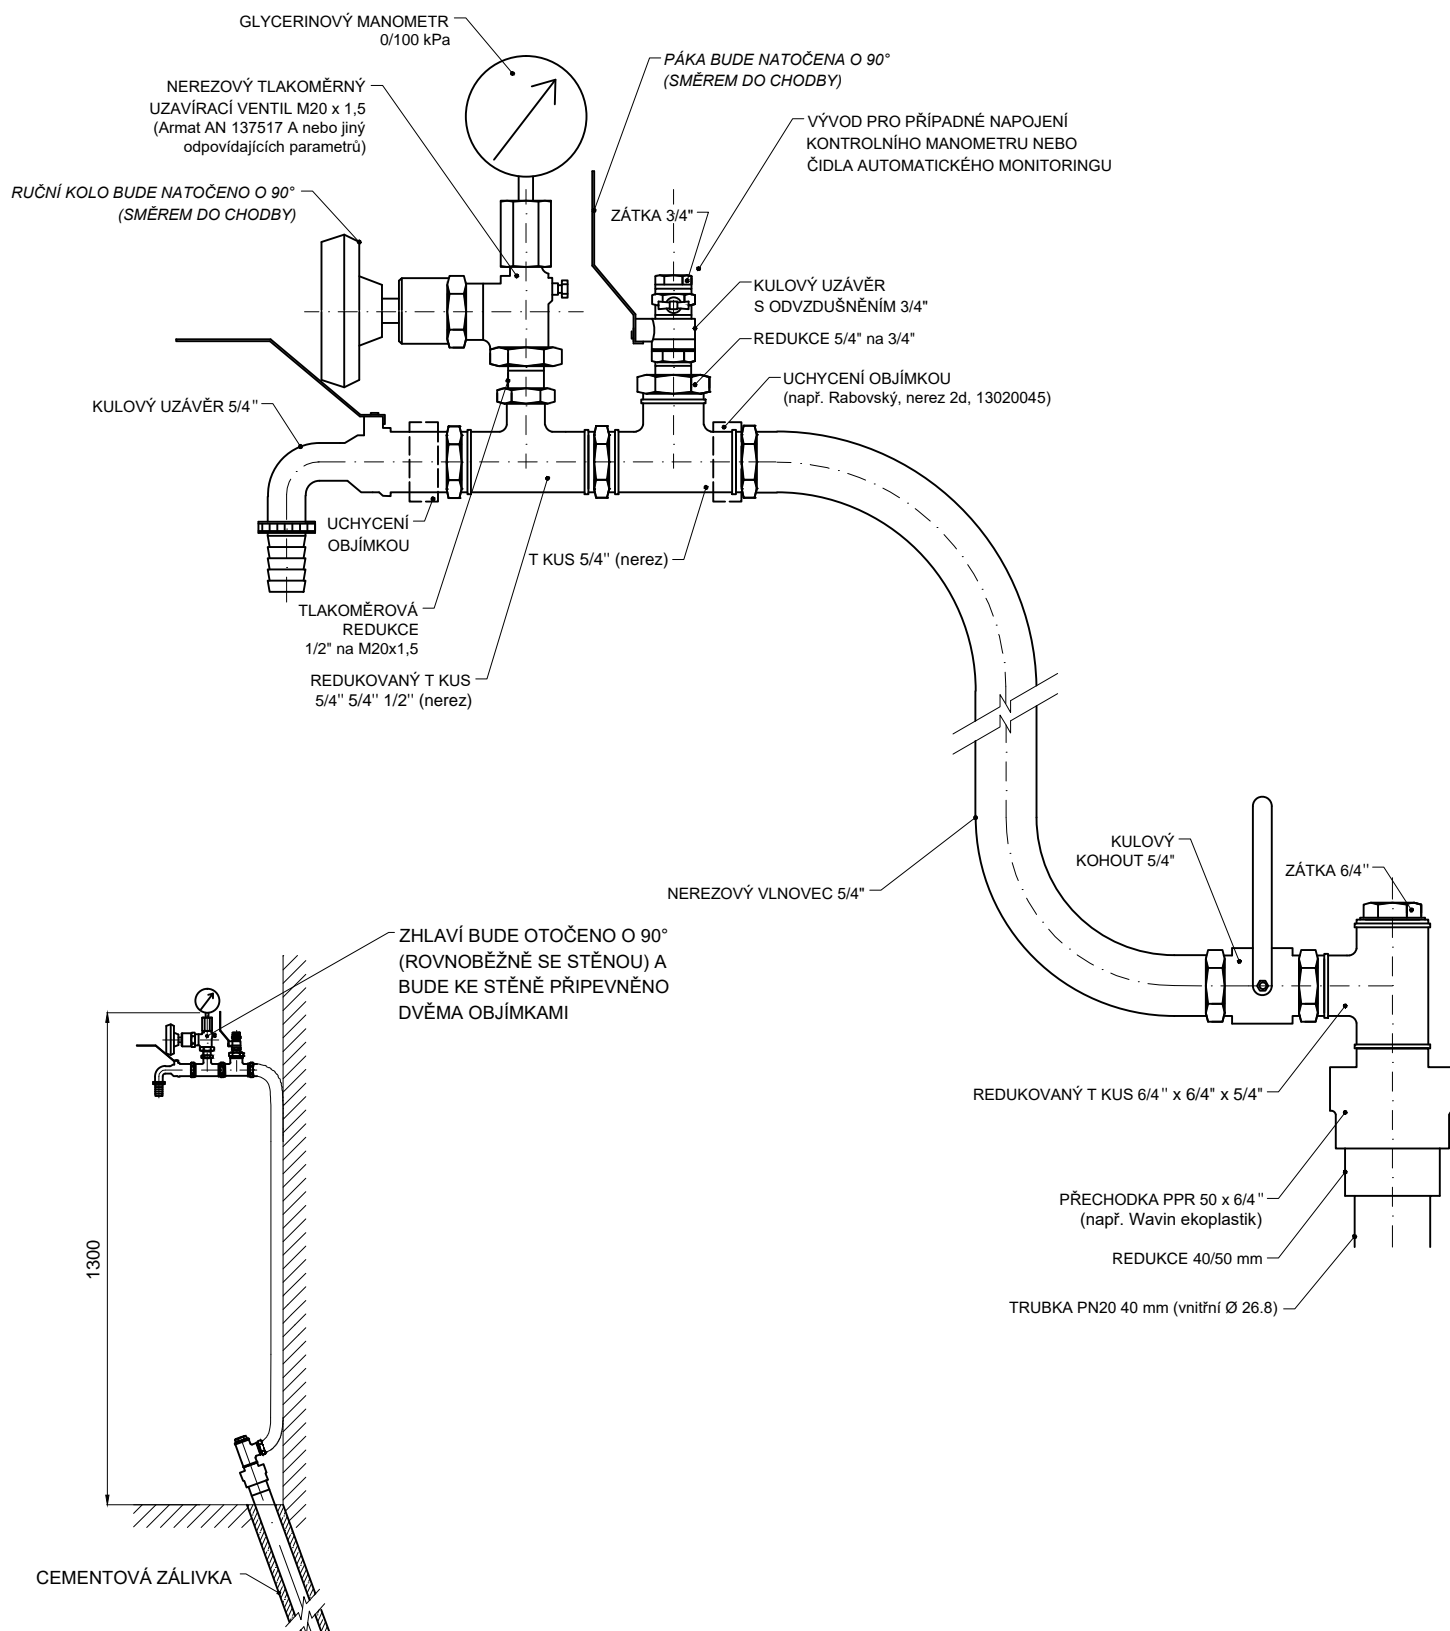 GLYCERINOVÝ MANOMETR
0/100 kPa
NEREZOVÝ TLAKOMĚRNÝ
UZAVÍRACÍ VENTIL M20 x 1,5
(Armat AN 137517 A nebo jiný
odpovídajících parametrů)
RUČNÍ KOLO BUDE NATOČENO O 90°
(SMĚREM DO CHODBY)
PÁKA BUDE NATOČENA O 90°
(SMĚREM DO CHODBY)
VÝVOD PRO PŘÍPADNÉ NAPOJENÍ
KONTROLNÍHO MANOMETRU NEBO
ČIDLA AUTOMATICKÉHO MONITORINGU
ZÁTKA 3/4"
KULOVÝ UZÁVĚR
S ODVZDUŠNĚNÍM 3/4"
REDUKCE 5/4" na 3/4"
UCHYCENÍ OBJÍMKOU
(např. Rabovský, nerez 2d, 13020045)
KULOVÝ UZÁVĚR 5/4"
UCHYCENÍ
OBJÍMKOU
T KUS 5/4" (nerez)
TLAKOMĚROVÁ
REDUKCE
1/2" na M20x1,5
REDUKOVANÝ T KUS
5/4" 5/4" 1/2" (nerez)
KULOVÝ
KOHOUT 5/4"
ZÁTKA 6/4"
NEREZOVÝ VLNOVEC 5/4"
ZHLAVÍ BUDE OTOČENO O 90°
(ROVNOBĚŽNĚ SE STĚNOU) A
BUDE KE STĚNĚ PŘIPEVNĚNO
DVĚMA OBJÍMKAMI
REDUKOVANÝ T KUS 6/4" x 6/4" x 5/4"
PŘECHODKA PPR 50 x 6/4"
(např. Wavin ekoplastik)
REDUKCE 40/50 mm
TRUBKA PN20 40 mm (vnitřní Ø 26.8)
1300
CEMENTOVÁ ZÁLIVKA